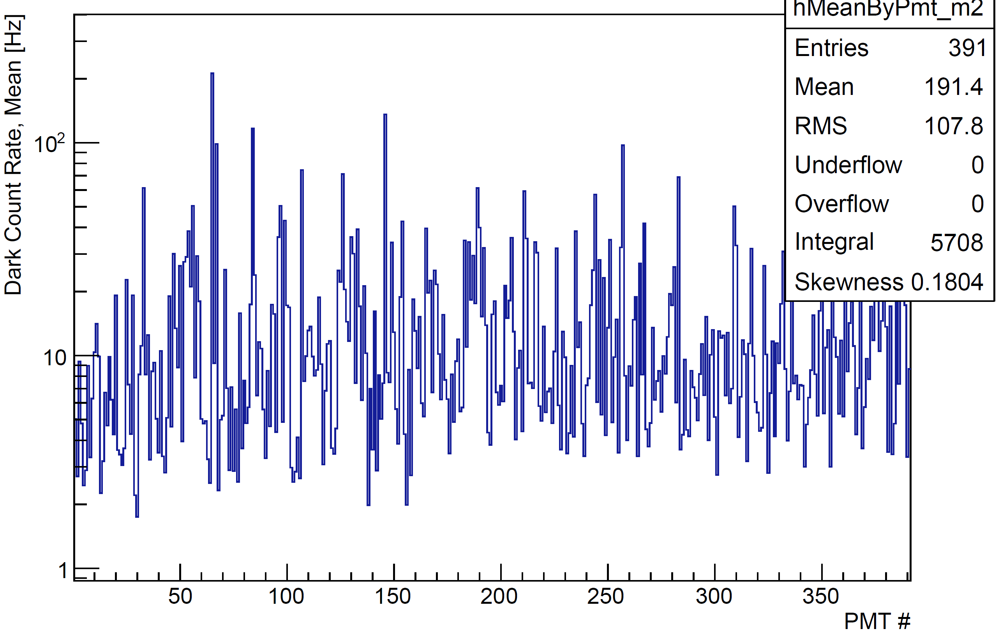 hMeanByPmt_m2
Entries 391
Mean 191.4
RMS 107.8
Underflow 0
Overflow 0
Integral 5708
Skewness 0.1804
Dark Count Rate, Mean [Hz]
10²
10
1
50 100 150 200 250 300 350
PMT #